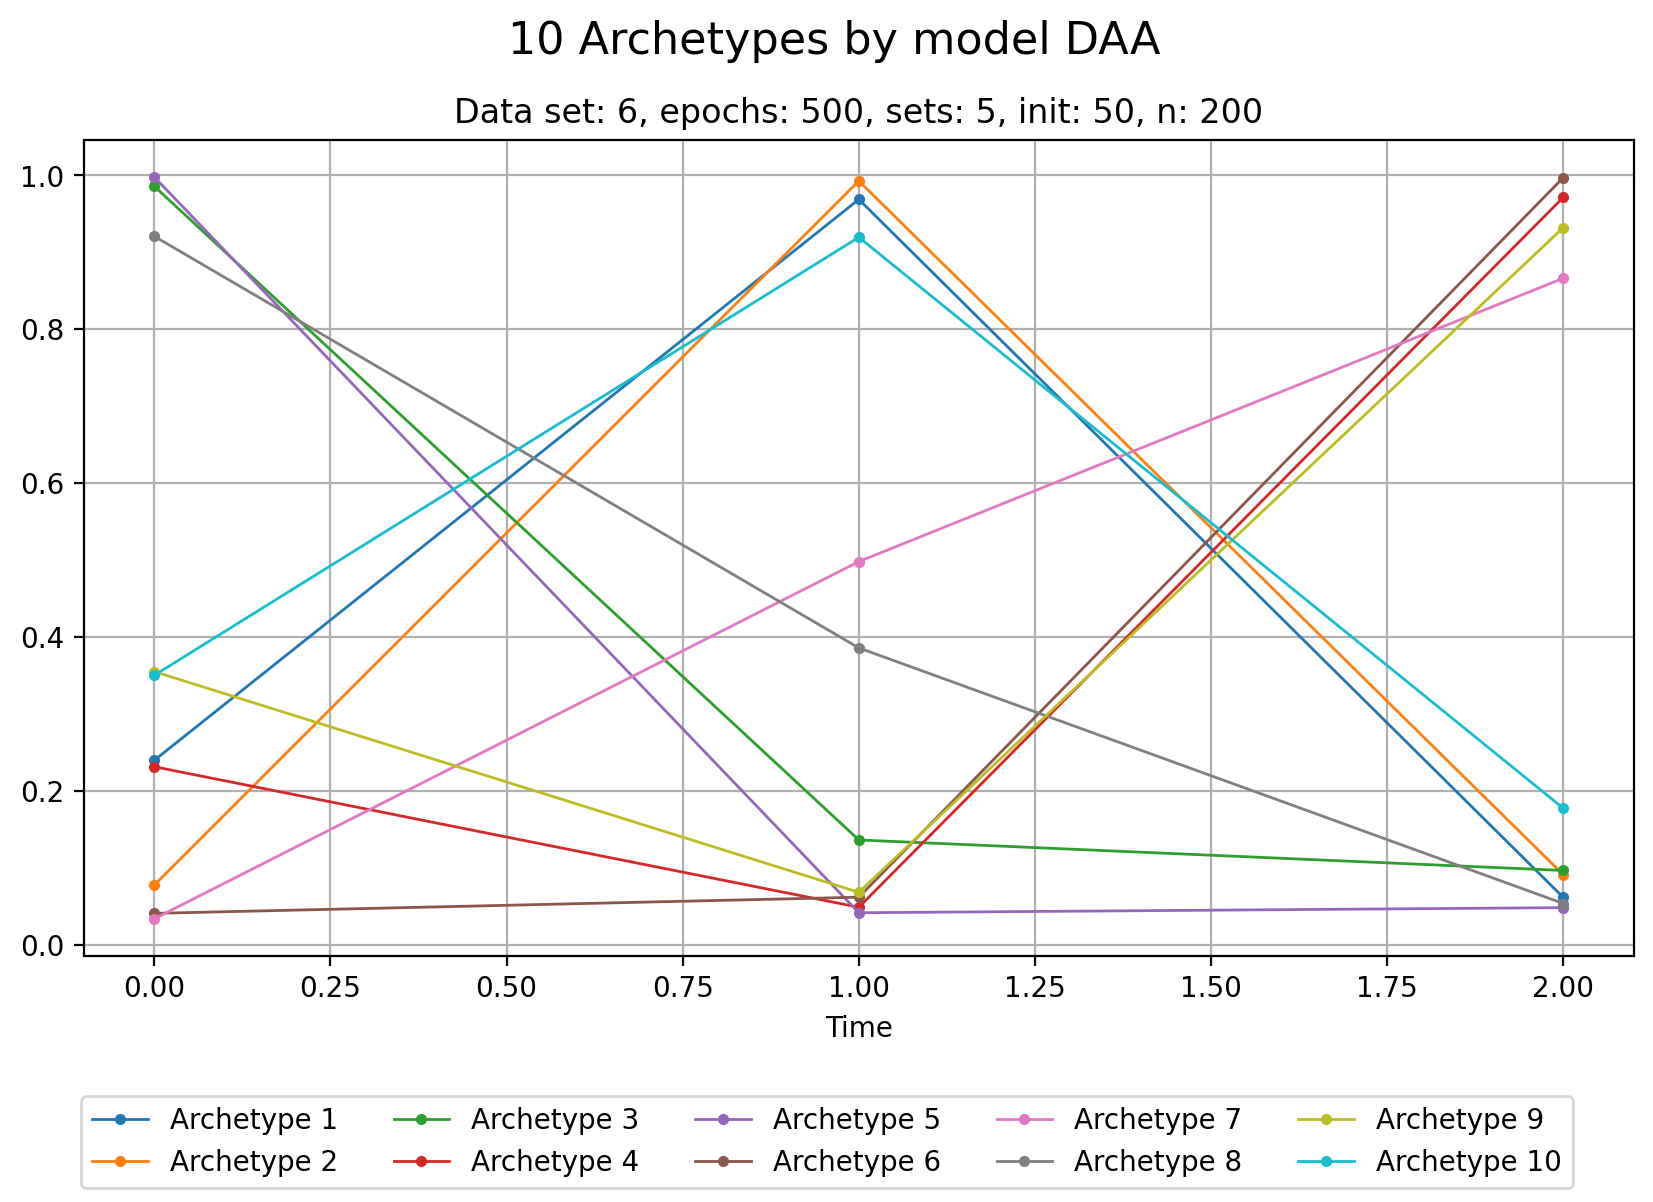 10 Archetypes by model DAA
Data set: 6, epochs: 500, sets: 5, init: 50, n: 200
1.0
0.8
0.6
0.4
0.2
0.0
0.00 0.25 0.50 0.75 1.00 1.25 1.50 1.75 2.00
Time
Archetype 1 Archetype 3 Archetype 5 Archetype 7 Archetype 9
Archetype 2 Archetype 4 Archetype 6 Archetype 8 Archetype 10